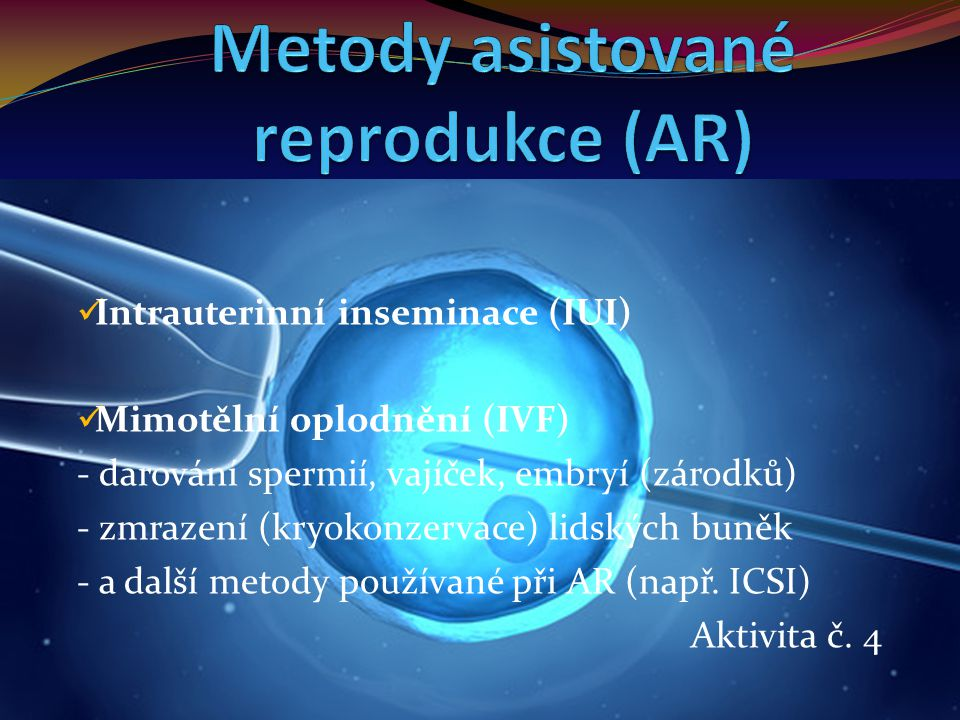 Metody asistované
reprodukce (AR)
✓Intrauterinní inseminace (IUI)
✓Mimotělní oplodnění (IVF)
- darování spermií, vajíček, embryí (zárodků)
- zmrazení (kryokonzervace) lidských buněk
- a další metody používané při AR (např. ICSI)
Aktivita č. 4